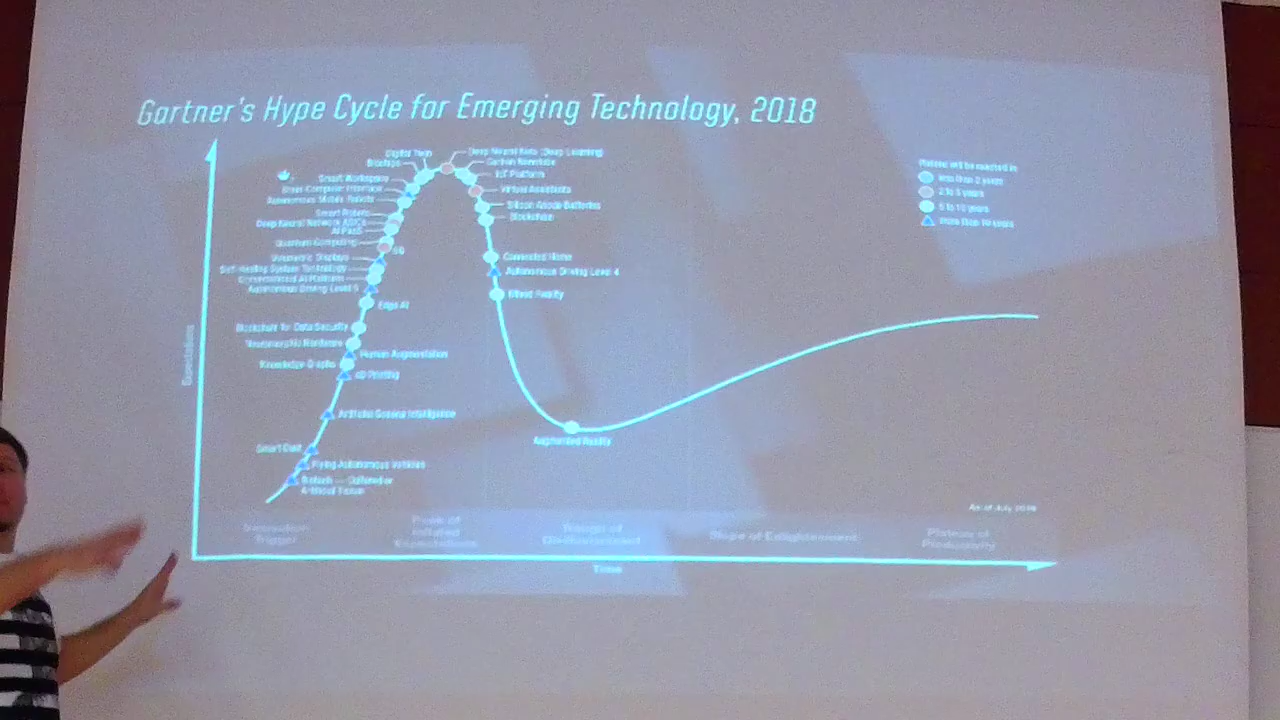 Gartner's Hype Cycle for Emerging Technology, 2018
Digital Twin
Biochips
Smart Workspace
Brain-Computer Interface
Autonomous Mobile Robots
Smart Robots
Deep Neural Network ASICs
AI PaaS
Quantum Computing
5G
Volumetric Displays
Self-Healing System Technology
Conversational AI Platform
Autonomous Driving Level 5
Edge AI
Blockchain for Data Security
Neuromorphic Hardware
Human Augmentation
Knowledge Graphs
4D Printing
Artificial General Intelligence
Smart Dust
Flying Autonomous Vehicles
Biotech — Cultured or
Artificial Tissue
Deep Neural Nets (Deep Learning)
Carbon Nanotube
IoT Platform
Virtual Assistants
Silicon Anode Batteries
Blockchain
Connected Home
Autonomous Driving Level 4
Mixed Reality
Augmented Reality
Plateau will be reached in
less than 2 years
2 to 5 years
5 to 10 years
more than 10 years
As of July 2018
Expectations
Innovation
Trigger
Peak of
Inflated
Expectations
Trough of
Disillusionment
Slope of Enlightenment
Plateau of
Productivity
Time